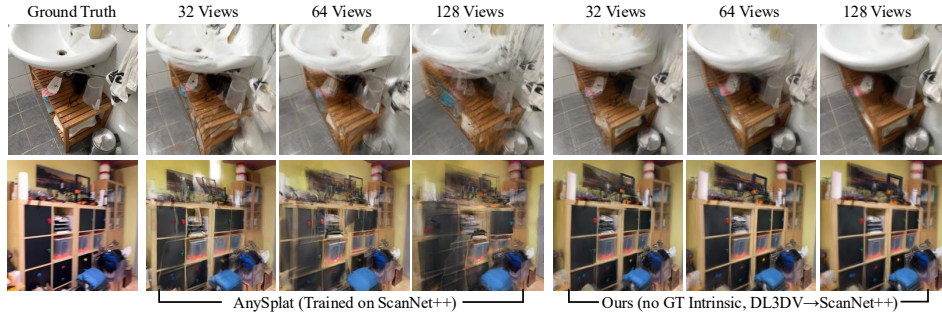 Ground Truth 32 Views 64 Views 128 Views 32 Views 64 Views 128 Views
AnySplat (Trained on ScanNet++) Ours (no GT Intrinsic, DL3DV→ScanNet++)